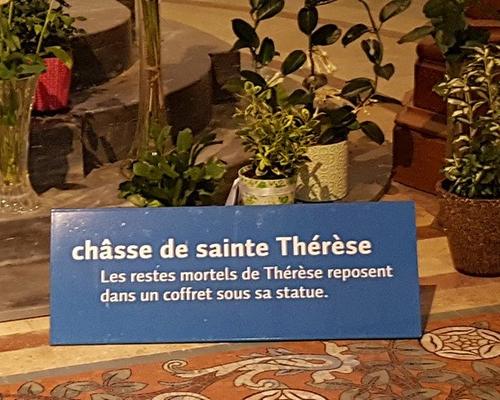 châsse de sainte Thérèse
Les restes mortels de Thérèse reposent
dans un coffret sous sa statue.